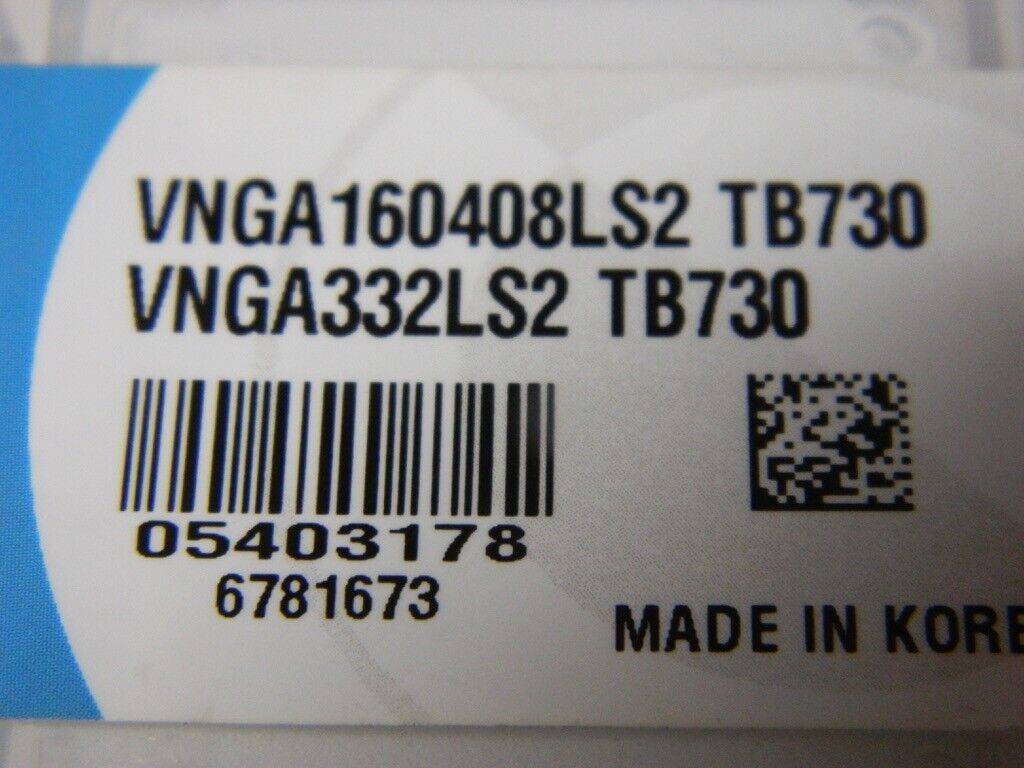 VNGA160408LS2 TB730
VNGA332LS2 TB730
05403178
6781673
MADE IN KORE